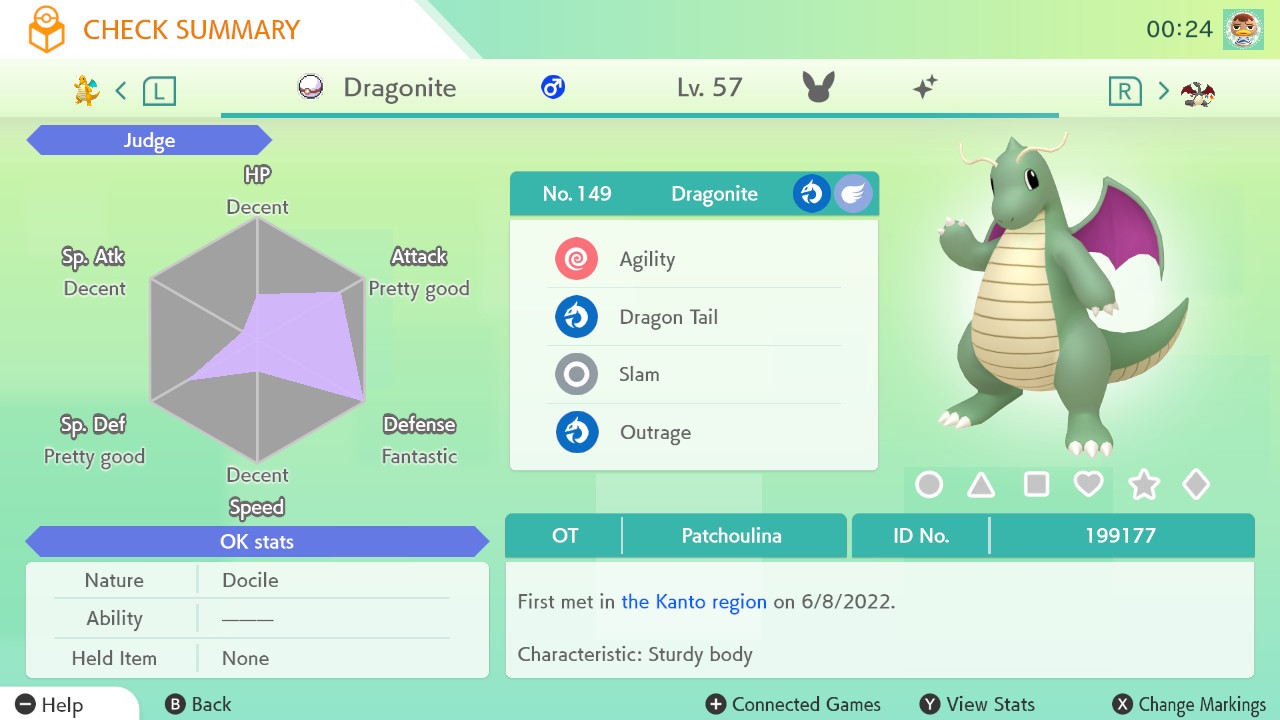 CHECK SUMMARY
00:24
L
Dragonite
Lv. 57
R
Judge
HP
Decent
Sp. Atk
Decent
Attack
Pretty good
Sp. Def
Pretty good
Defense
Fantastic
Decent
Speed
OK stats
Nature Docile
Ability ———
Held Item None
No. 149 Dragonite
Agility
Dragon Tail
Slam
Outrage
OT Patchoulina
ID No. 199177
First met in the Kanto region on 6/8/2022.
Characteristic: Sturdy body
Help
B Back
Connected Games
Y View Stats
X Change Markings